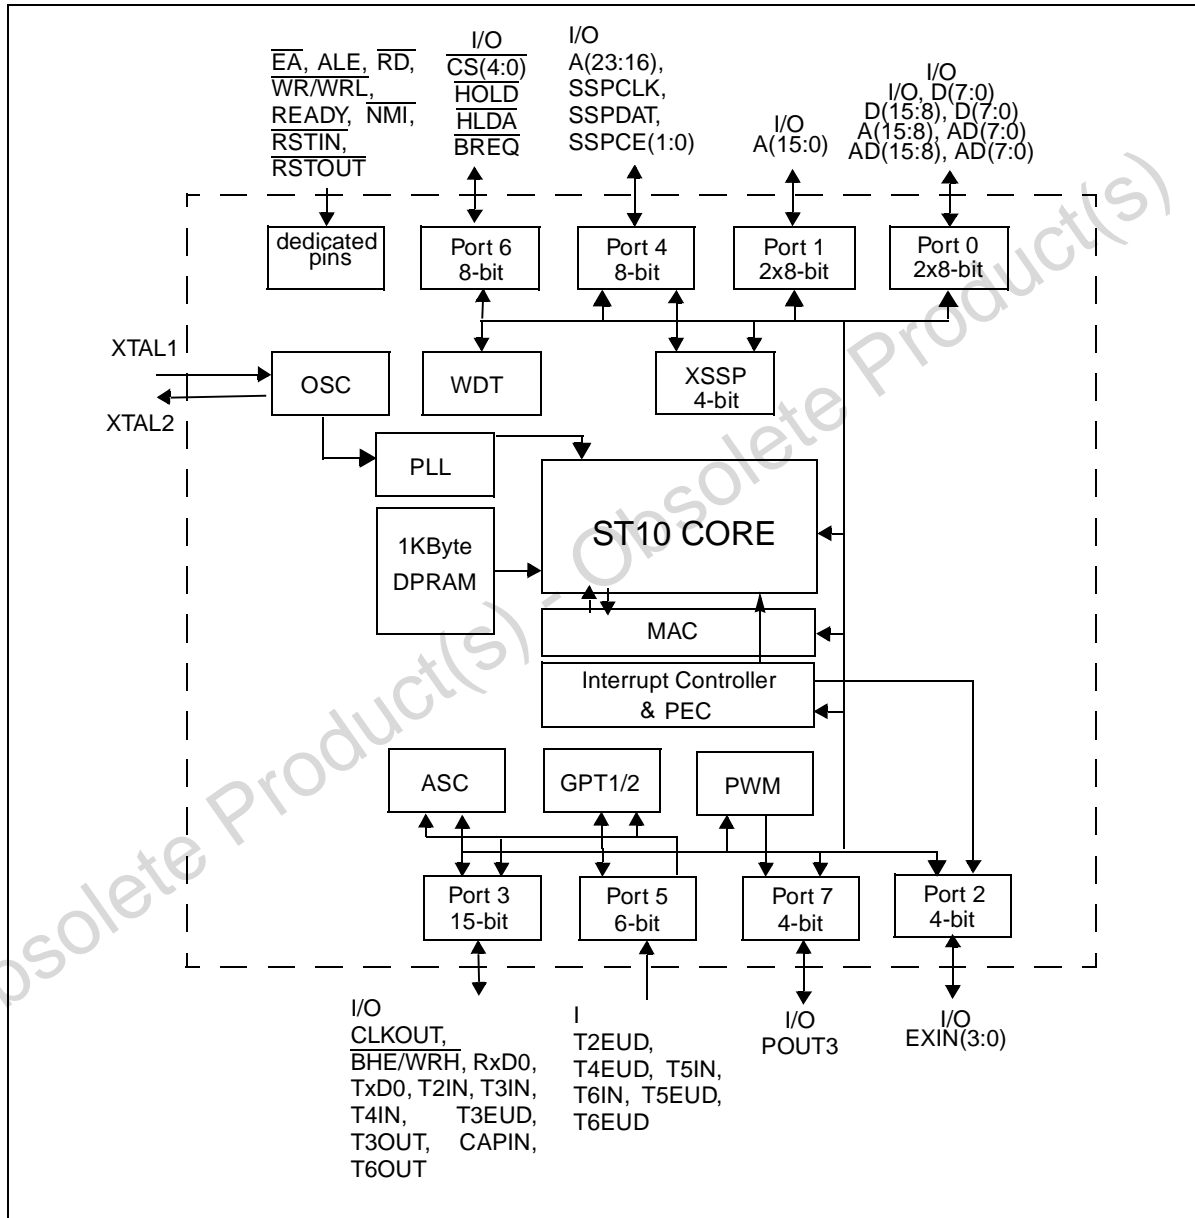 EA, ALE, RD,
WR/WRL,
READY, NMI,
RSTIN,
RSTOUT
I/O
CS(4:0)
HOLD
HLDA
BREQ
I/O
A(23:16),
SSPCLK,
SSPDAT,
SSPCE(1:0)
I/O
A(15:0)
I/O
I/O, D(7:0)
D(15:8), D(7:0)
A(15:8), AD(7:0)
AD(15:8), AD(7:0)
dedicated
pins
Port 6
8-bit
Port 4
8-bit
Port 1
2x8-bit
Port 0
2x8-bit
XTAL1
XTAL2
OSC
WDT
XSSP
4-bit
PLL
1KByte
DPRAM
ST10 CORE
MAC
Interrupt Controller
& PEC
ASC
GPT1/2
PWM
Port 3
15-bit
Port 5
6-bit
Port 7
4-bit
Port 2
4-bit
I/O
CLKOUT,
BHE/WRH, RxD0,
TxD0, T2IN, T3IN,
T4IN, T3EUD,
T3OUT, CAPIN,
T6OUT
I
T2EUD,
T4EUD, T5IN,
T6IN, T5EUD,
T6EUD
I/O
POUT3
I/O
EXIN(3:0)
bsolete Product(s) - Obsolete Product(s)